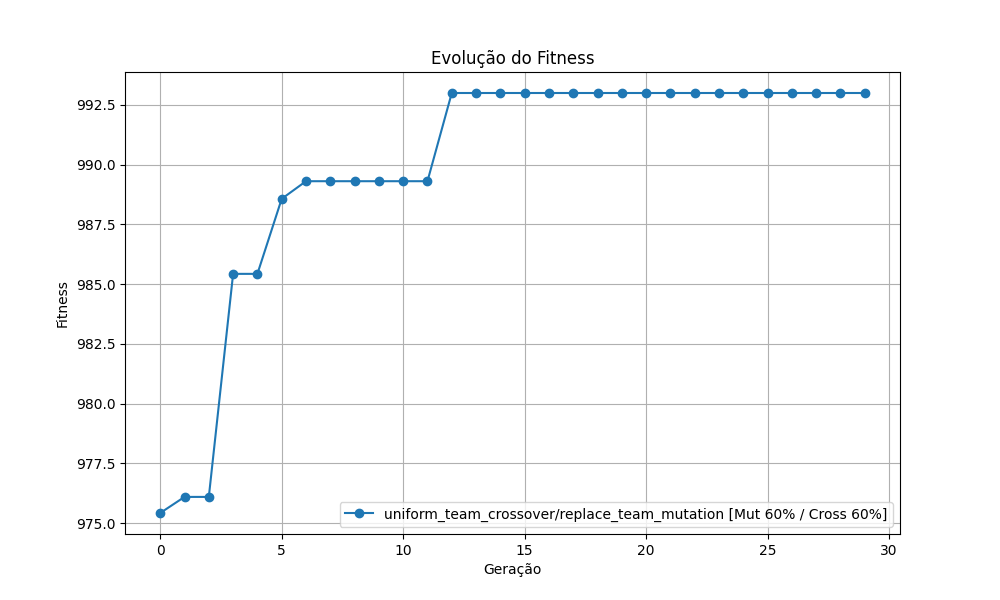 Evolução do Fitness
Fitness
992.5
990.0
987.5
985.0
982.5
980.0
977.5
975.0
uniform_team_crossover/replace_team_mutation [Mut 60% / Cross 60%]
0 5 10 15 20 25 30
Geração